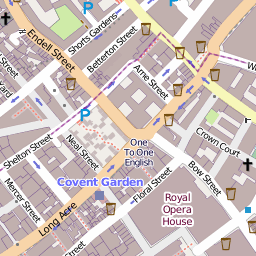 Shorts Gardens
Betterton Street
Endell Street
Arne Street
P
P
Shelton Street
Neal Street
One
To One
English
Crown Court
Mercer Street
Covent Garden
Floral Street
Bow Street
Long Acre
Royal
Opera
House